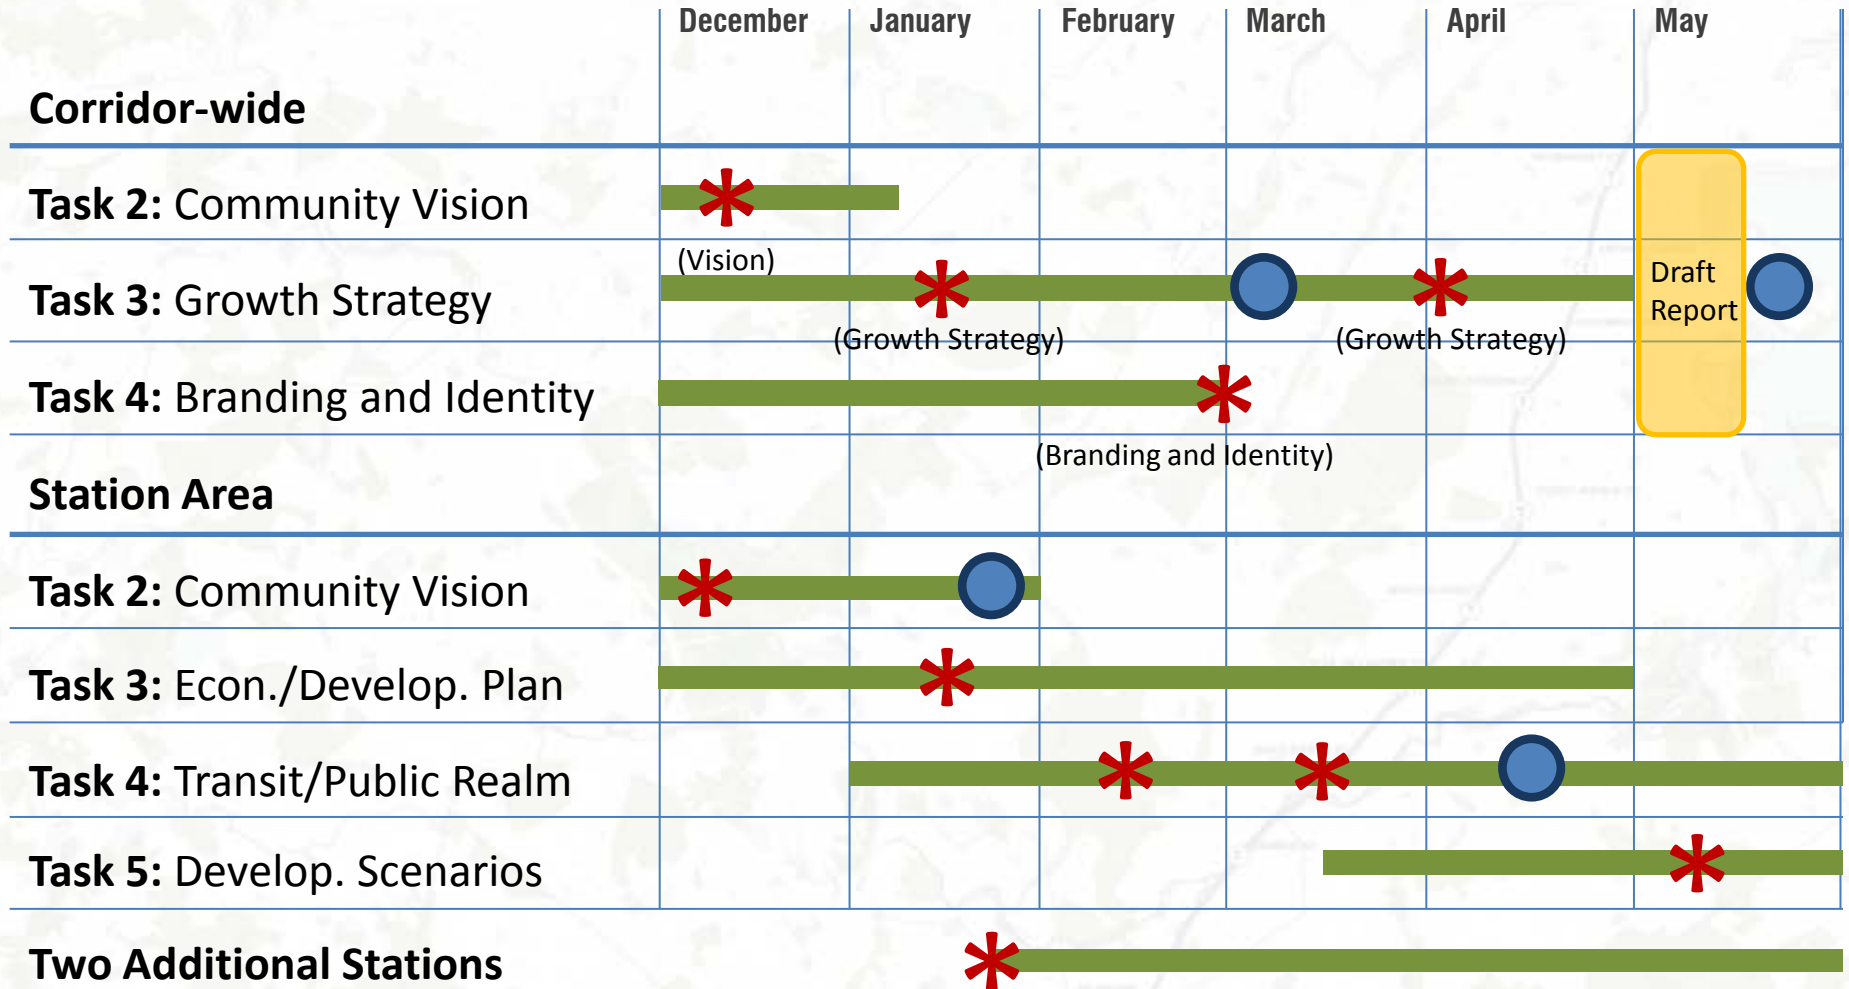 December January February March April May
Corridor-wide
Task 2: Community Vision
(Vision)
Task 3: Growth Strategy
(Growth Strategy) (Growth Strategy)
Draft
Report
Task 4: Branding and Identity
(Branding and Identity)
Station Area
Task 2: Community Vision
Task 3: Econ./Develop. Plan
Task 4: Transit/Public Realm
Task 5: Develop. Scenarios
Two Additional Stations